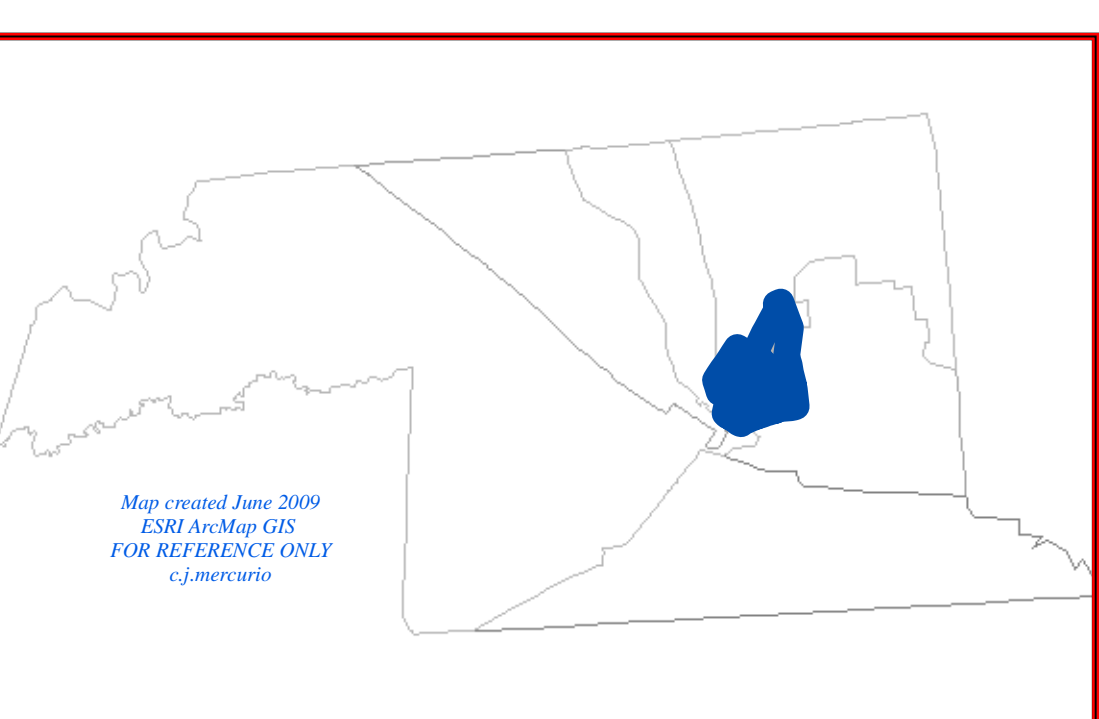 Map created June 2009
ESRI ArcMap GIS
FOR REFERENCE ONLY
c.j.mercurio